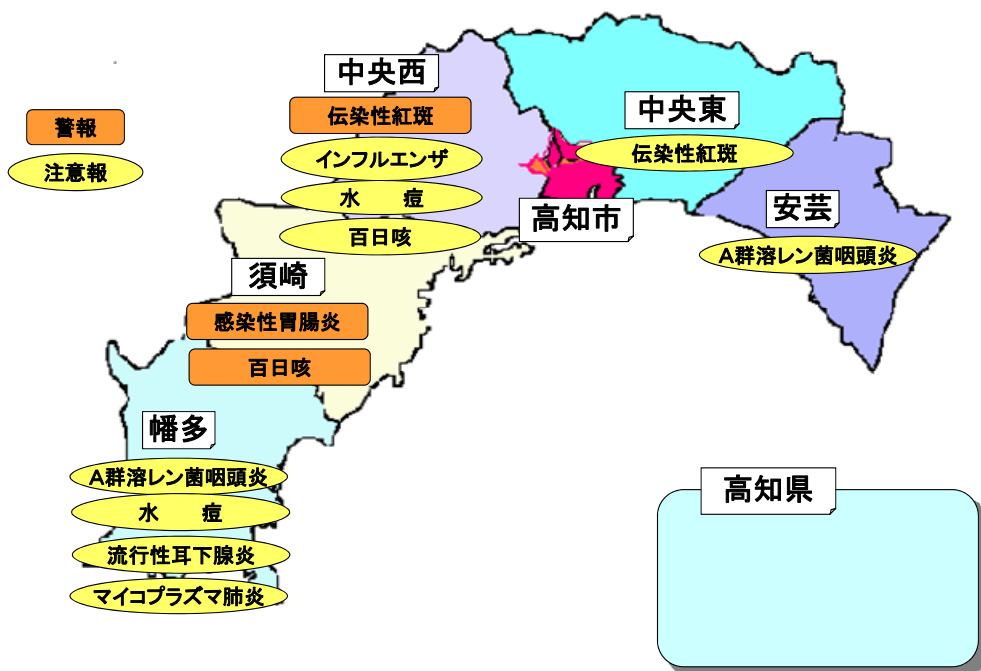 警報
注意報
中央西
伝染性紅斑
インフルエンザ
水　痘
百日咳
中央東
伝染性紅斑
高知市
安芸
A群溶レン菌咽頭炎
須崎
感染性胃腸炎
百日咳
幡多
A群溶レン菌咽頭炎
水　痘
流行性耳下腺炎
マイコプラズマ肺炎
高知県